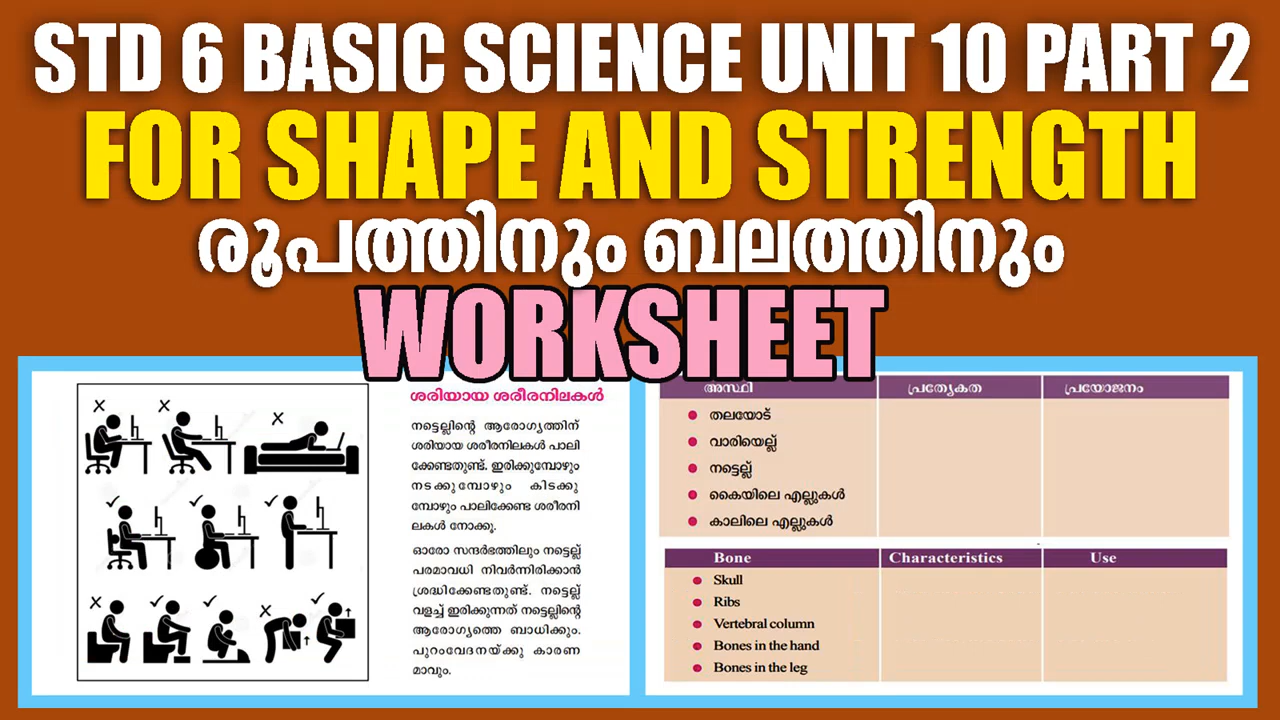 STD 6 BASIC SCIENCE UNIT 10 PART 2
FOR SHAPE AND STRENGTH
രൂപത്തിനും ബലത്തിനും
WORKSHEET
ശരിയായ ശരീരനിലകൾ
നട്ടെല്ലിന്റെ ആരോഗ്യത്തിന്
ശരിയായ ശരീരനിലകൾ പാലി
ക്കേണ്ടതുണ്ട്. ഇരിക്കുമ്പോഴും
നടക്കുമ്പോഴും കിടക്കു
മ്പോഴും പാലിക്കേണ്ട ശരീരനി
ലകൾ നോക്കൂ.
ഓരോ സന്ദർഭത്തിലും നട്ടെല്ല്
പരമാവധി നിവർന്നിരിക്കാൻ
ശ്രദ്ധിക്കേണ്ടതുണ്ട്. നട്ടെല്ല്
വളച്ച് ഇരിക്കുന്നത് നട്ടെല്ലിന്റെ
ആരോഗ്യത്തെ ബാധിക്കും.
പുറംവേദനയ്ക്കു കാരണ
മാവും.
അസ്ഥി പ്രത്യേകത പ്രയോജനം
തലയോട്
വാരിയെല്ല്
നട്ടെല്ല്
കൈയിലെ എല്ലുകൾ
കാലിലെ എല്ലുകൾ
Bone Characteristics Use
Skull
Ribs
Vertebral column
Bones in the hand
Bones in the leg